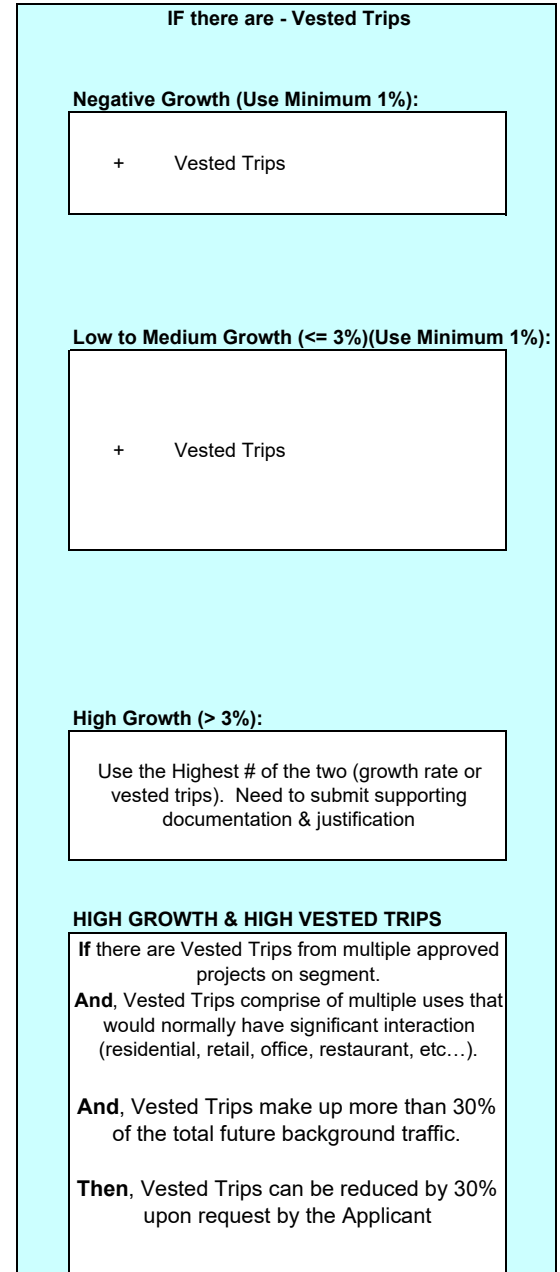 IF there are - Vested Trips
Negative Growth (Use Minimum 1%):
+ Vested Trips
Low to Medium Growth (<= 3%)(Use Minimum 1%):
+ Vested Trips
High Growth (> 3%):
Use the Highest # of the two (growth rate or
vested trips).  Need to submit supporting
documentation & justification
HIGH GROWTH & HIGH VESTED TRIPS
If there are Vested Trips from multiple approved
projects on segment.
And, Vested Trips comprise of multiple uses that
would normally have significant interaction
(residential, retail, office, restaurant, etc…).
And, Vested Trips make up more than 30%
of the total future background traffic.
Then, Vested Trips can be reduced by 30%
upon request by the Applicant